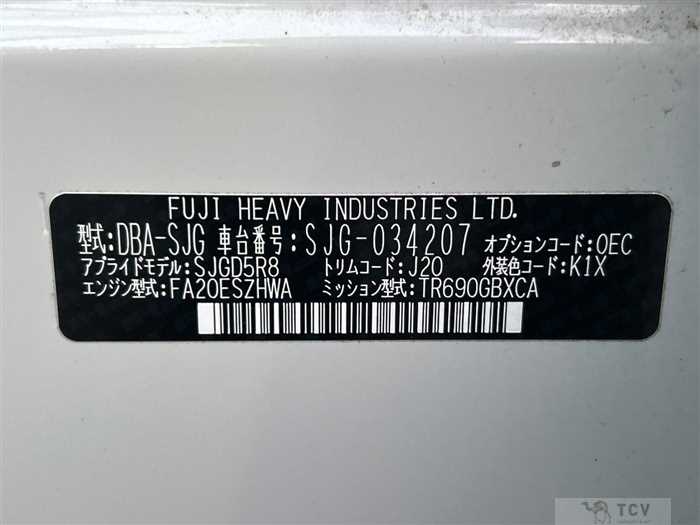 FUJI HEAVY INDUSTRIES LTD.
型式:DBA-SJG 車台番号:SJG-034207 オプションコード:OEC
アプライドモデル:SJGD5R8 トリムコード:J20 外装色コード:K1X
エンジン型式:FA20ESZHWA ミッション型式:TR690GBXCA
TCV